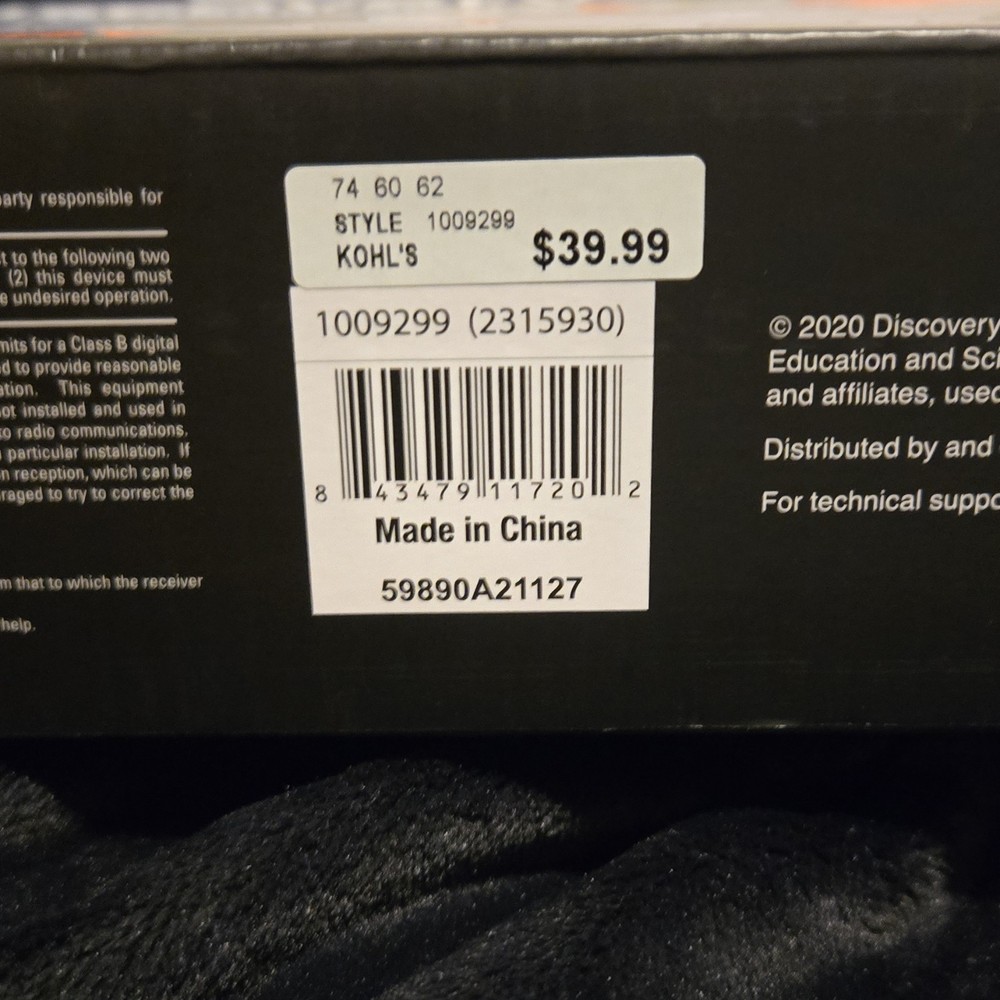 arty responsible for
t to the following two
(2) this device must
e undesired operation.
mits for a Class B digital
d to provide reasonable
ation. This equipment
ot installed and used in
to radio communications.
particular installation. If
n reception, which can be
raged to try to correct the
m that to which the receiver
help.
74 60 62
STYLE 1009299
KOHL'S $39.99
1009299 (2315930)
8 43479 11720 2
Made in China
59890A21127
© 2020 Discovery
Education and Sci
and affiliates, used
Distributed by and
For technical suppo